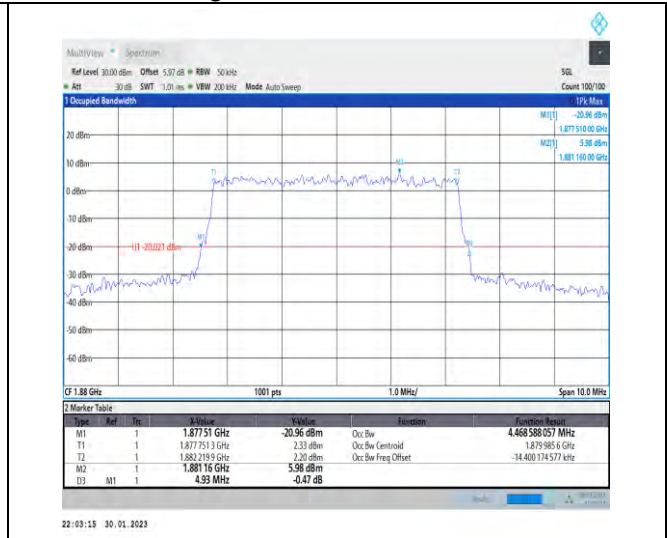 MultiView Spectrum
Ref Level 30.00 dBm Offset 5.97 dB RBW 50 kHz SGL
Att 30 dB SWT 1.01 ms VBW 200 kHz Mode Auto Sweep Count 100/100
1 Occupied Bandwidth 1Pk Max
M1[1] -20.96 dBm
1.877 510 00 GHz
M2[1] 5.98 dBm
1.881 160 00 GHz
20 dBm
10 dBm
T1 M2 T2
0 dBm
-10 dBm
M1
-20 dBm H1 -20.021 dBm
-30 dBm
-40 dBm
-50 dBm
-60 dBm
CF 1.88 GHz 1001 pts 1.0 MHz/ Span 10.0 MHz
2 Marker Table
Type Ref Trc X-Value Y-Value Function Function Result
M1 1 1.87751 GHz -20.96 dBm Occ Bw 4.468 588 057 MHz
T1 1 1.877 751 3 GHz 2.33 dBm Occ Bw Centroid 1.879 985 6 GHz
T2 1 1.882 219 9 GHz 2.20 dBm Occ Bw Freq Offset -14.400 174 577 kHz
M2 1 1.881 16 GHz 5.98 dBm
D3 M1 1 4.93 MHz -0.47 dB
22:03:15 30.01.2023